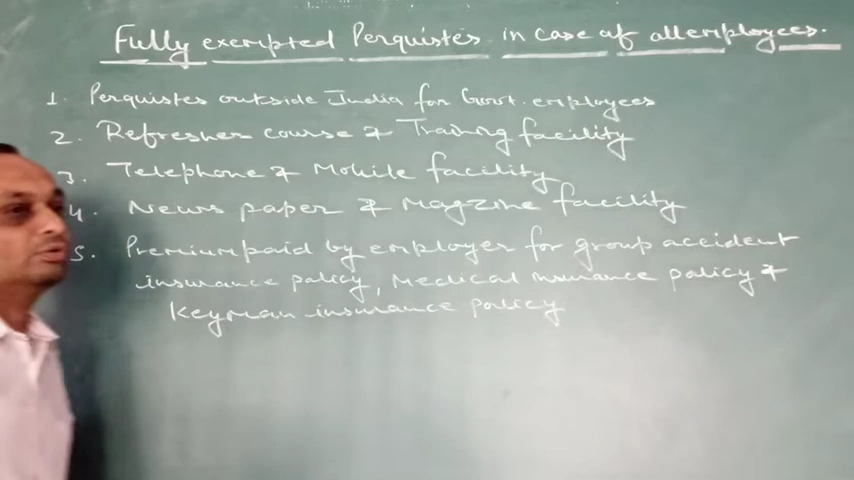 Fully exempted Perquistes in case of all employees.
1. Perquistes outside India for Govt. employees
2. Refresher course & Training facility
3. Telephone & Mobile facility
4. News paper & Magzine facility
5. Premium paid by employer for group accident
insurance policy, Medical insurance policy &
Keyman insurance policy